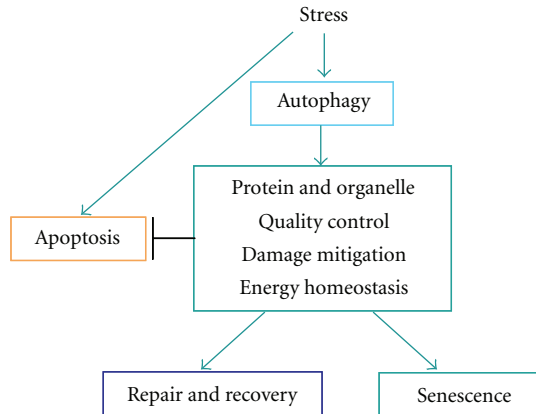 Stress
Autophagy
Protein and organelle
Quality control
Damage mitigation
Energy homeostasis
Apoptosis
Repair and recovery
Senescence